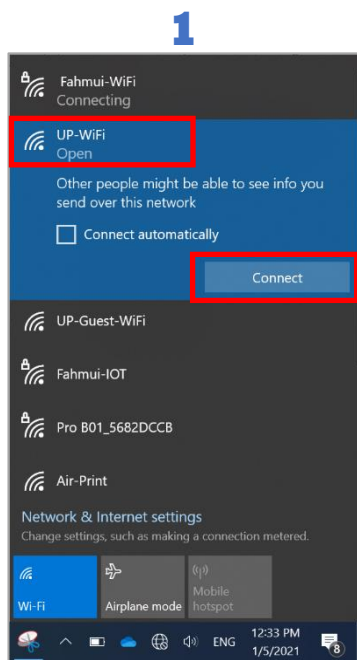 1
Fahmui-WiFi
Connecting
UP-WiFi
Open
Other people might be able to see info you
send over this network
Connect automatically
Connect
UP-Guest-WiFi
Fahmui-IOT
Pro B01_5682DCCB
Air-Print
Network & Internet settings
Change settings, such as making a connection metered.
Wi-Fi
Airplane mode
Mobile
hotspot
ENG
12:33 PM
1/5/2021
8